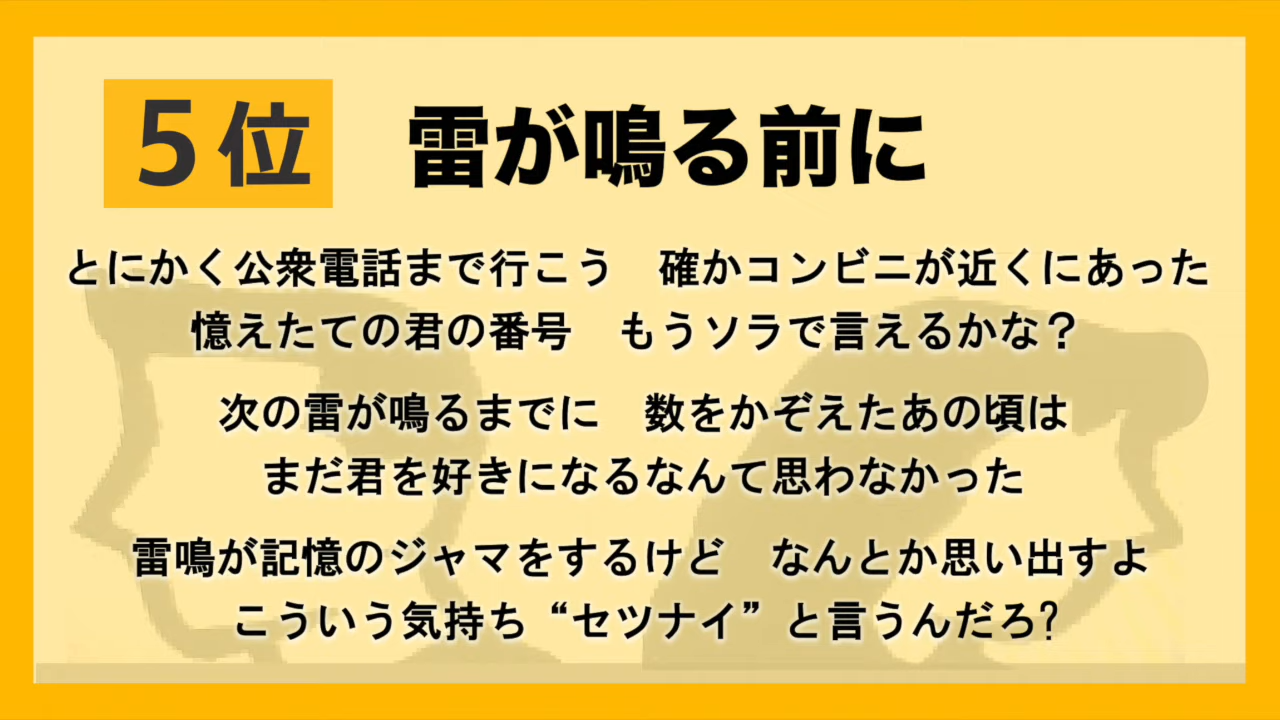 5位 雷が鳴る前に
とにかく公衆電話まで行こう　確かコンビニが近くにあった
憶えたての君の番号　もうソラで言えるかな？
次の雷が鳴るまでに　数をかぞえたあの頃は
まだ君を好きになるなんて思わなかった
雷鳴が記憶のジャマをするけど　なんとか思い出すよ
こういう気持ち“セツナイ”と言うんだろ?